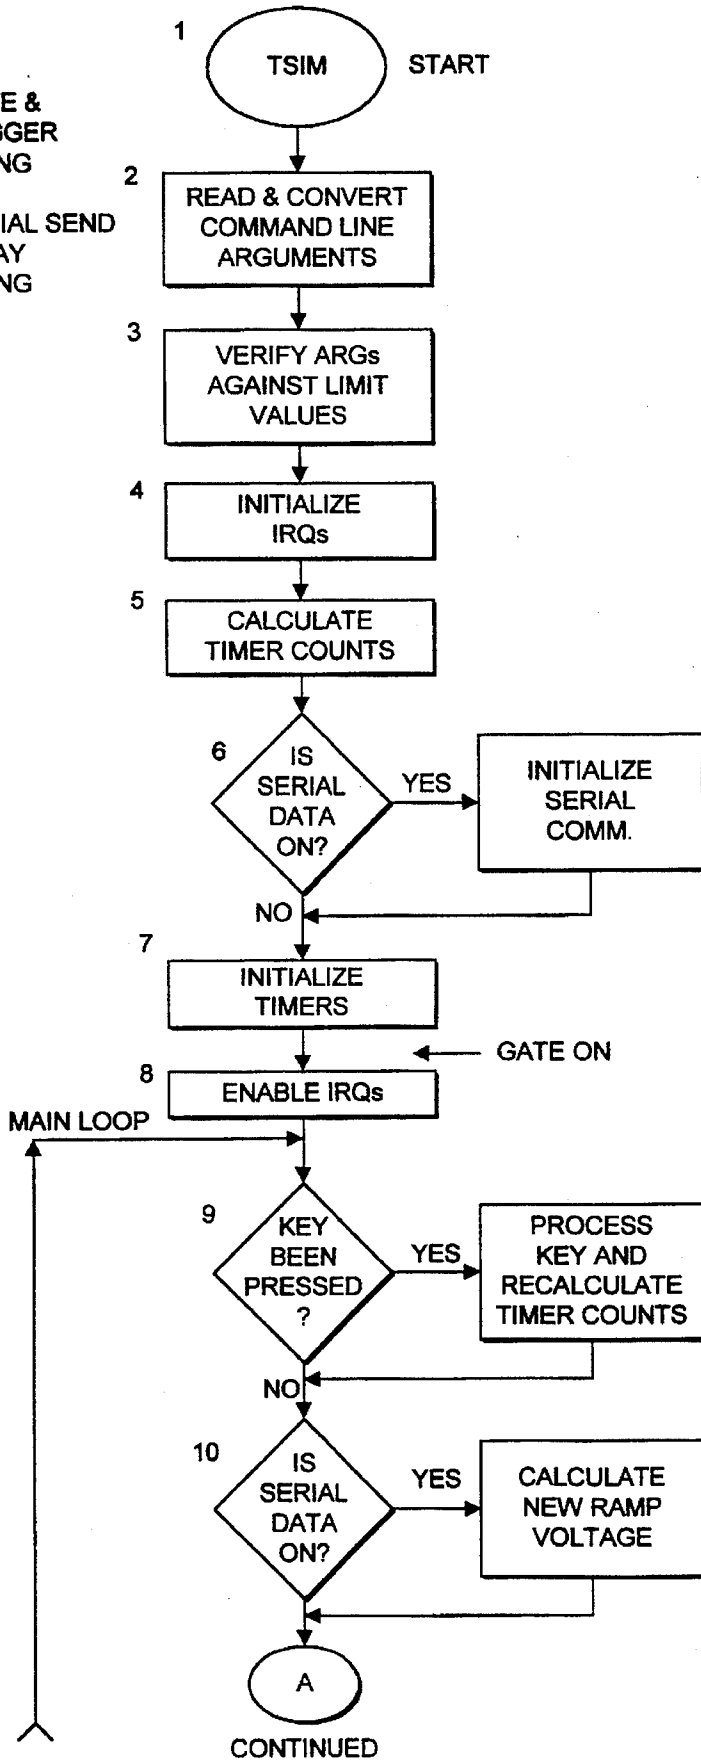 1
TSIM
START
E &
GGER
NG
IAL SEND
AY
NG
2
READ & CONVERT
COMMAND LINE
ARGUMENTS
3
VERIFY ARGs
AGAINST LIMIT
VALUES
4
INITIALIZE
IRQs
5
CALCULATE
TIMER COUNTS
6
IS
SERIAL
DATA
ON?
YES
INITIALIZE
SERIAL
COMM.
NO
7
INITIALIZE
TIMERS
GATE ON
8
ENABLE IRQs
MAIN LOOP
9
KEY
BEEN
PRESSED
?
YES
PROCESS
KEY AND
RECALCULATE
TIMER COUNTS
NO
10
IS
SERIAL
DATA
ON?
YES
CALCULATE
NEW RAMP
VOLTAGE
A
CONTINUED